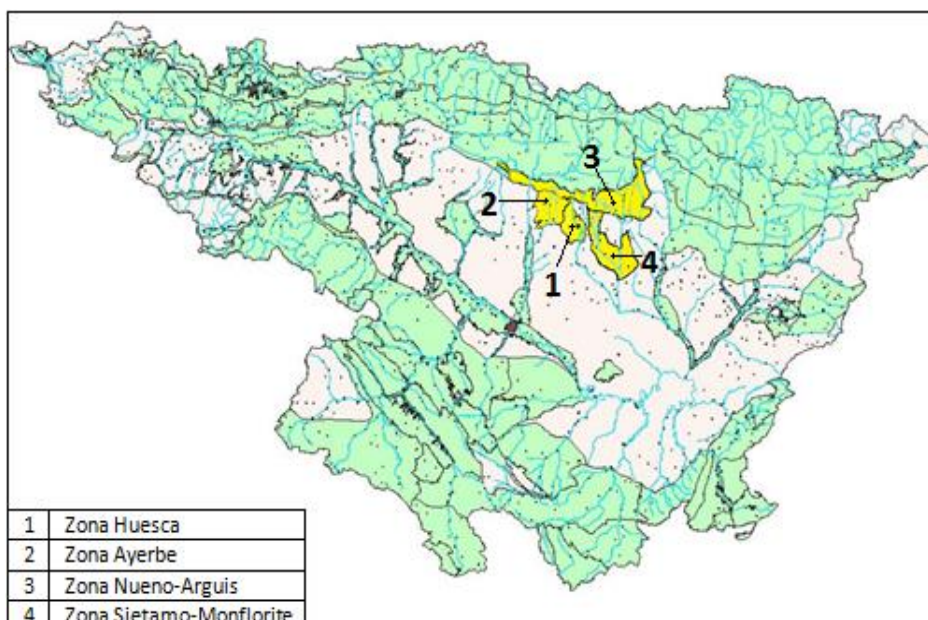 3
2
1
4
1 Zona Huesca
2 Zona Ayerbe
3 Zona Nueno-Arguis
4 Zona Sietamo-Monflorite